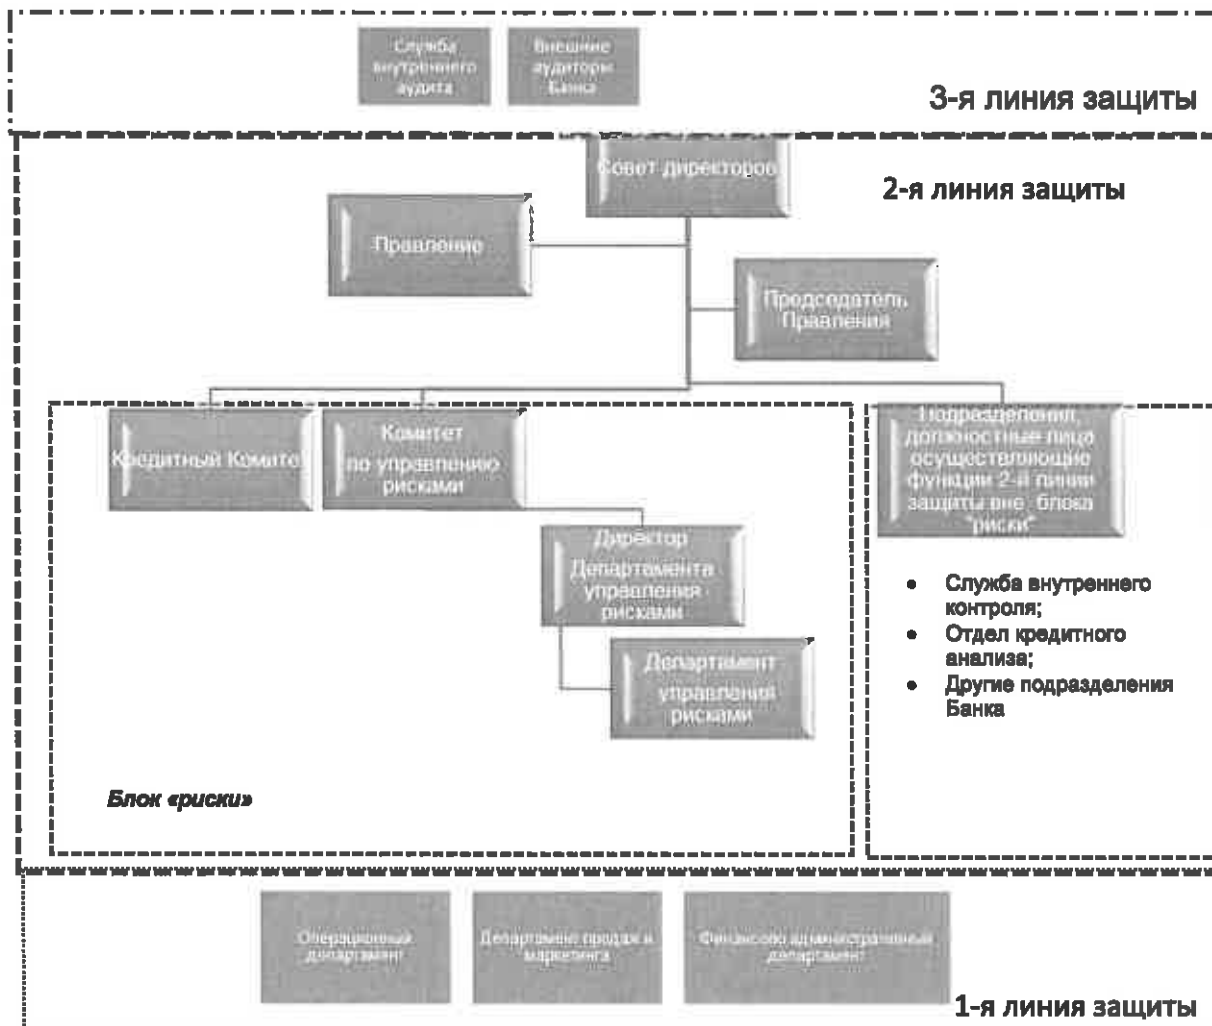 Служба
внутреннего
аудита
Внешние
аудиторы
Банка
3-я линия защиты
Совет директоров
2-я линия защиты
Правление
Председатель
Правления
Кредитный Комите
Комитет
по управлению
рисками
Подразделения,
должностные лица
осуществляющие
функции 2-й линии
защиты вне блока
"риски"
Директор
Департамента
управления
рисками
Департамент
управления
рисками
● Служба внутреннего
контроля;
● Отдел кредитного
анализа;
● Другие подразделения
Банка
Блок «риски»
Операционный
департамент
Департамент продаж и
маркетинга
Финансово административный
департамент
1-я линия защиты